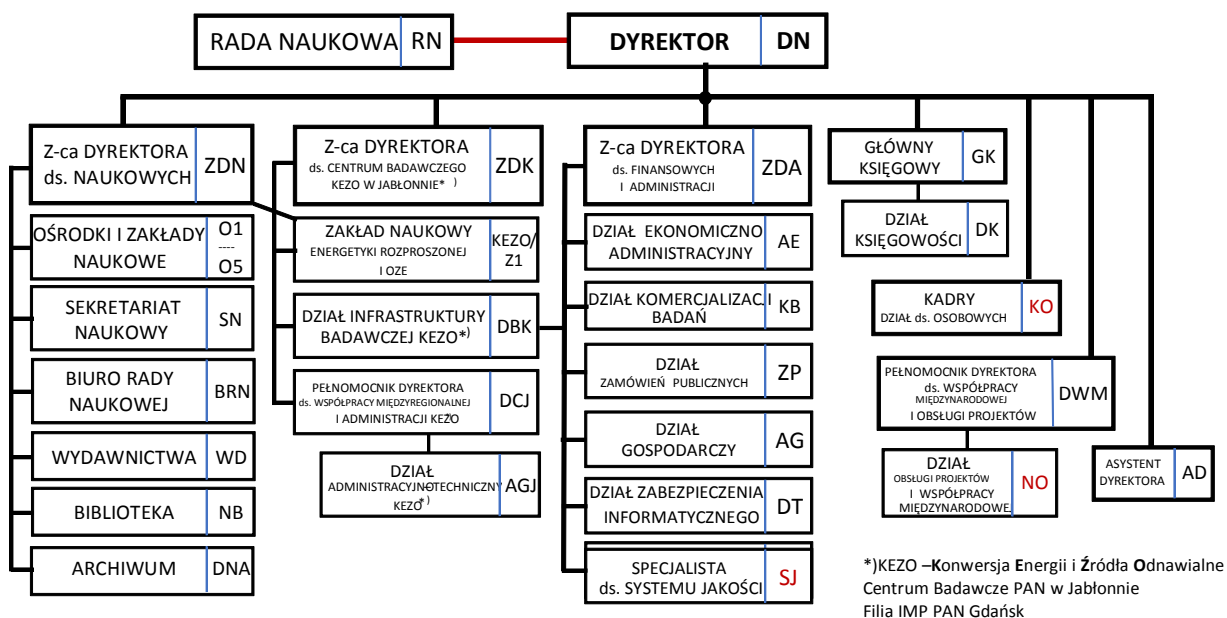 RADA NAUKOWA RN
DYREKTOR DN
Z-ca DYREKTORA
ds. NAUKOWYCH
ZDN
OŚRODKI I ZAKŁADY
NAUKOWE
O1
----
O5
SEKRETARIAT
NAUKOWY
SN
BIURO RADY
NAUKOWEJ
BRN
WYDAWNICTWA WD
BIBLIOTEKA NB
ARCHIWUM DNA
Z-ca DYREKTORA
ds. CENTRUM BADAWCZEGO
KEZO W JABŁONNIE* )
ZDK
ZAKŁAD NAUKOWY
ENERGETYKI ROZPROSZONEJ
I OZE
KEZO/
Z1
DZIAŁ INFRASTRUKTURY
BADAWCZEJ KEZO*)
DBK
PEŁNOMOCNIK DYREKTORA
ds. WSPÓŁPRACY MIĘDZYREGIONALNEJ
I ADMINISTRACJI KEZO
DCJ
DZIAŁ
ADMINISTRACYJNO-TECHNICZNY
KEZO*)
AGJ
Z-ca DYREKTORA
ds. FINANSOWYCH
I ADMINISTRACJI
ZDA
DZIAŁ EKONOMICZNO
ADMINISTRACYJNY
AE
DZIAŁ KOMERCJALIZACJI
BADAŃ
KB
DZIAŁ
ZAMÓWIEŃ PUBLICZNYCH
ZP
DZIAŁ
GOSPODARCZY
AG
DZIAŁ ZABEZPIECZENIA
INFORMATYCZNEGO
DT
SPECJALISTA
ds. SYSTEMU JAKOŚCI
SJ
GŁÓWNY
KSIĘGOWY
GK
DZIAŁ
KSIĘGOWOŚCI
DK
KADRY
DZIAŁ ds. OSOBOWYCH
KO
PEŁNOMOCNIK DYREKTORA
ds. WSPÓŁPRACY
MIĘDZYNARODOWEJ
I OBSŁUGI PROJEKTÓW
DWM
DZIAŁ
OBSŁUGI PROJEKTÓW
I WSPÓŁPRACY
MIĘDZYNARODOWEJ
NO
ASYSTENT
DYREKTORA
AD
*)KEZO –Konwersja Energii i Źródła Odnawialne
Centrum Badawcze PAN w Jabłonnie
Filia IMP PAN Gdańsk